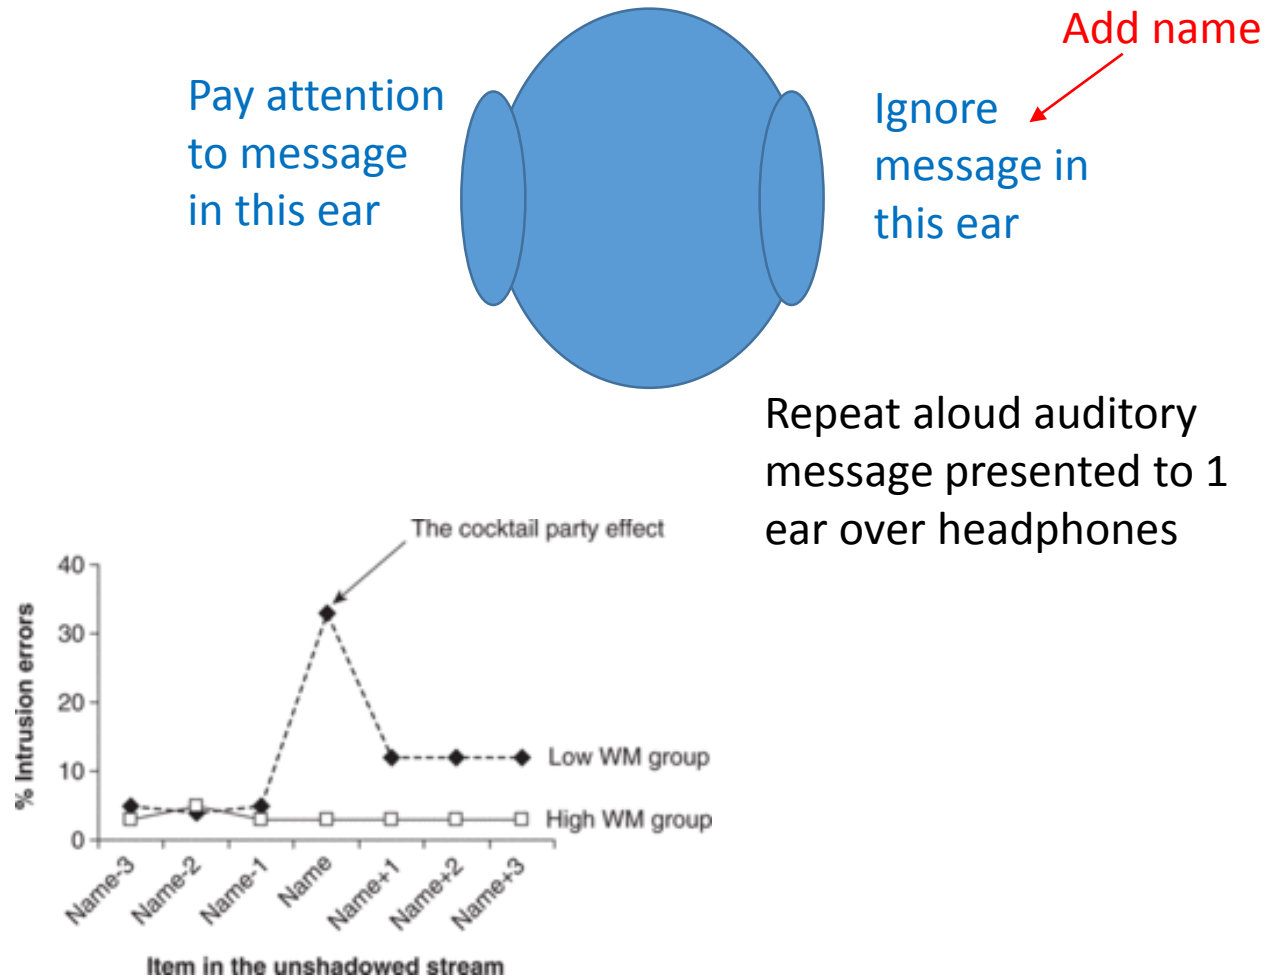 Add name
Pay attention
to message
in this ear
Ignore
message in
this ear
Repeat aloud auditory
message presented to 1
ear over headphones
The cocktail party effect
% Intrusion errors
40
30
20
10
0
Low WM group
High WM group
Name-3
Name-2
Name-1
Name
Name+1
Name+2
Name+3
Item in the unshadowed stream